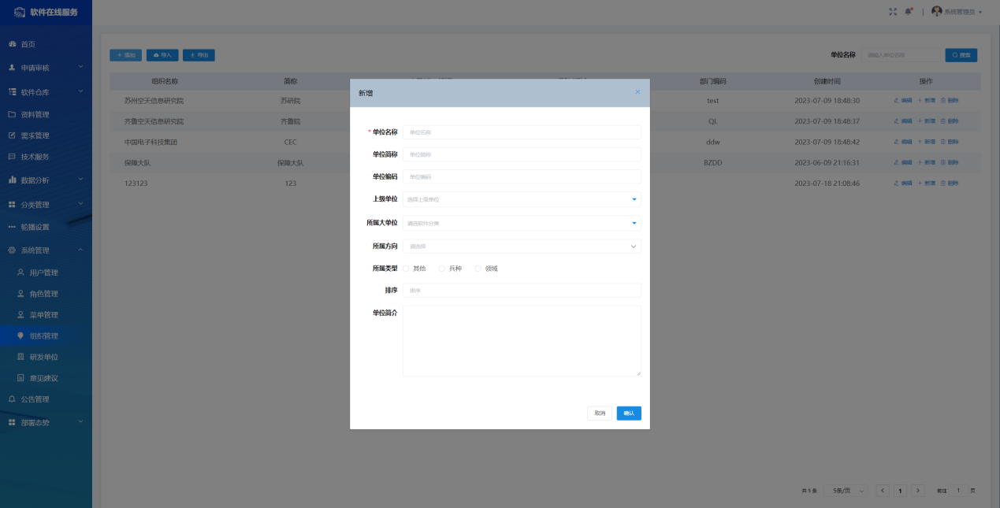 软件在线服务
系统管理员
首页
申请审核
软件仓库
资料管理
需求管理
技术服务
数据分析
分类管理
轮播设置
系统管理
用户管理
角色管理
菜单管理
组织管理
研发单位
意见建议
公告管理
部署态势
添加 导入 导出
单位名称 请输入单位名称 搜索
组织名称 简称 部门编码 创建时间 操作
苏州空天信息研究院 苏研院 test 2023-07-09 18:48:30 编辑 新增 删除
齐鲁空天信息研究院 齐鲁院 QL 2023-07-09 18:48:37 编辑 新增 删除
中国电子科技集团 CEC ddw 2023-07-09 18:48:42 编辑 新增 删除
保障大队 保障大队 BZDD 2023-06-09 21:16:31 编辑 新增 删除
123123 123 2023-07-18 21:08:46 编辑 新增 删除
新增
* 单位名称 单位名称
单位简称 单位简称
单位编码 单位编码
上级单位 选择上级单位
所属大单位 请选软件分类
所属方向 请选择
所属类型 其他 兵种 领域
排序 排序
单位简介
取消 确认
共 5 条 5条/页 1 前往 1 页